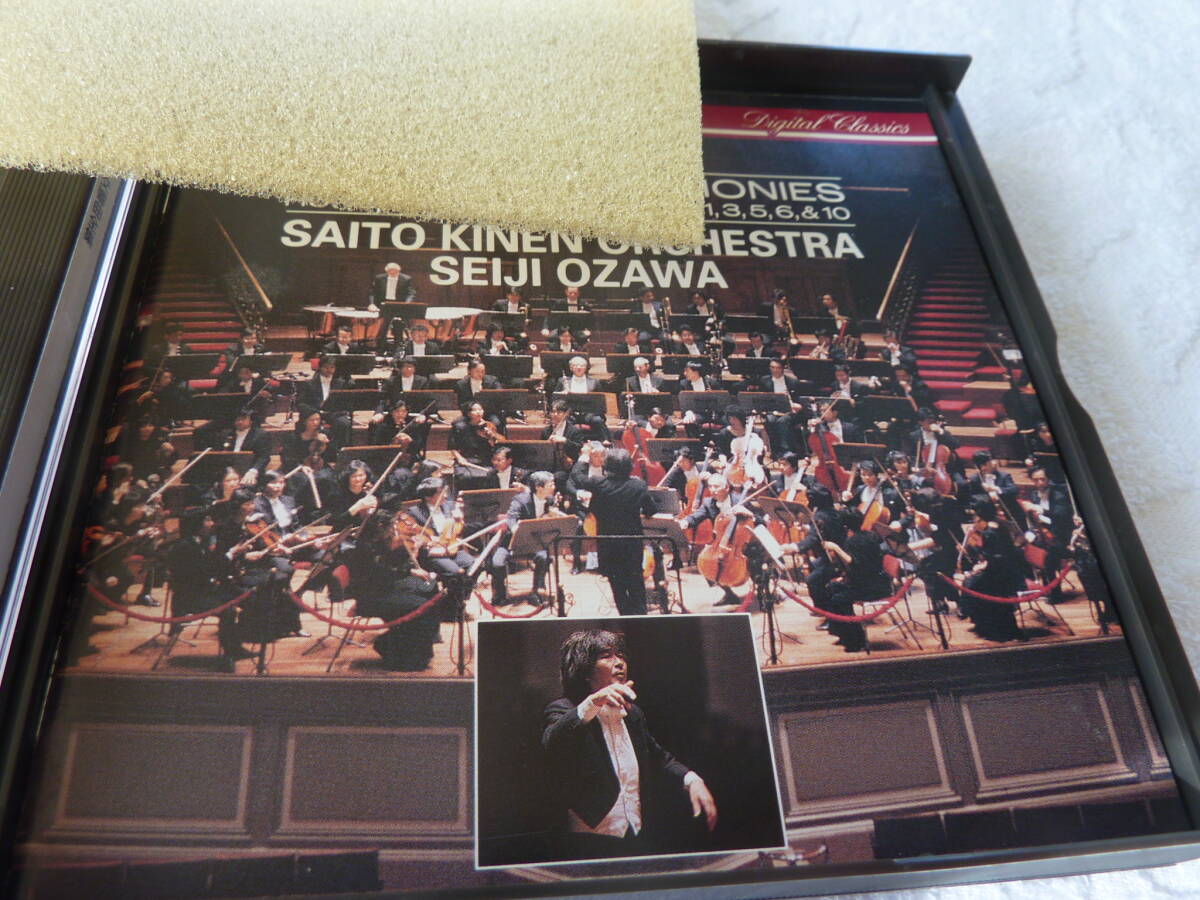 Digital Classics
MONIES
1,3,5,6,&10
SAITO KINEN ORCHESTRA
SEIJI OZAWA